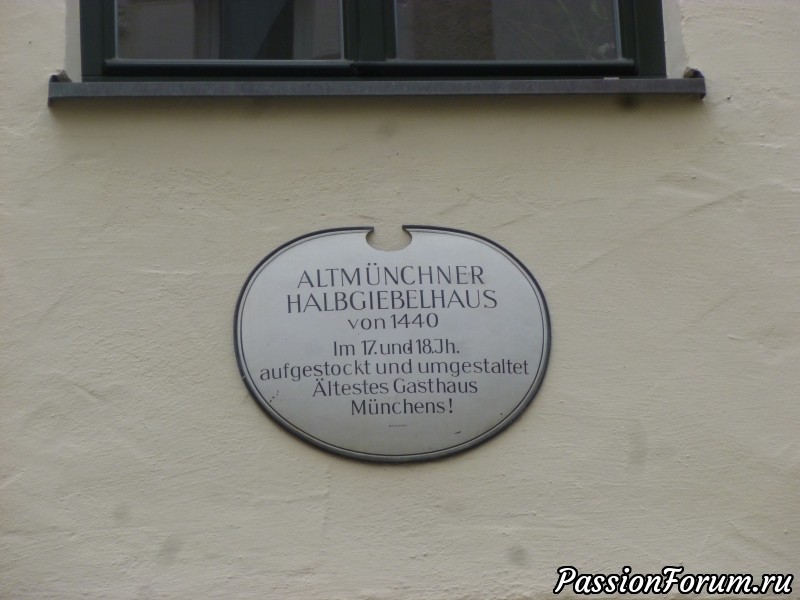 ALTMÜNCHNER
HALBGIEBELHAUS
von 1440
Im 17. und 18. Jh.
aufgestockt und umgestaltet
Ältestes Gasthaus
Münchens!
PassionForum.ru